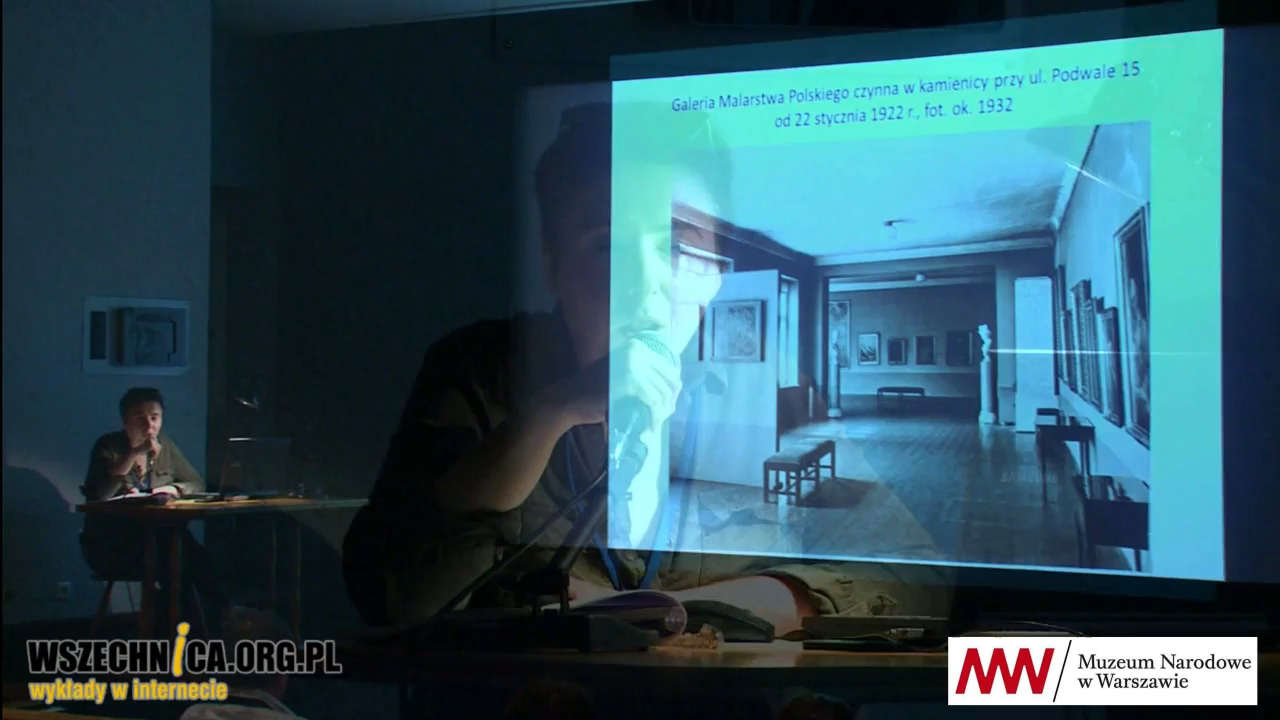 Galeria Malarstwa Polskiego czynna w kamienicy przy ul. Podwale 15
od 22 stycznia 1922 r., fot. ok. 1932
WSZECHNICA.ORG.PL
wykłady w internecie
MNW
Muzeum Narodowe
w Warszawie